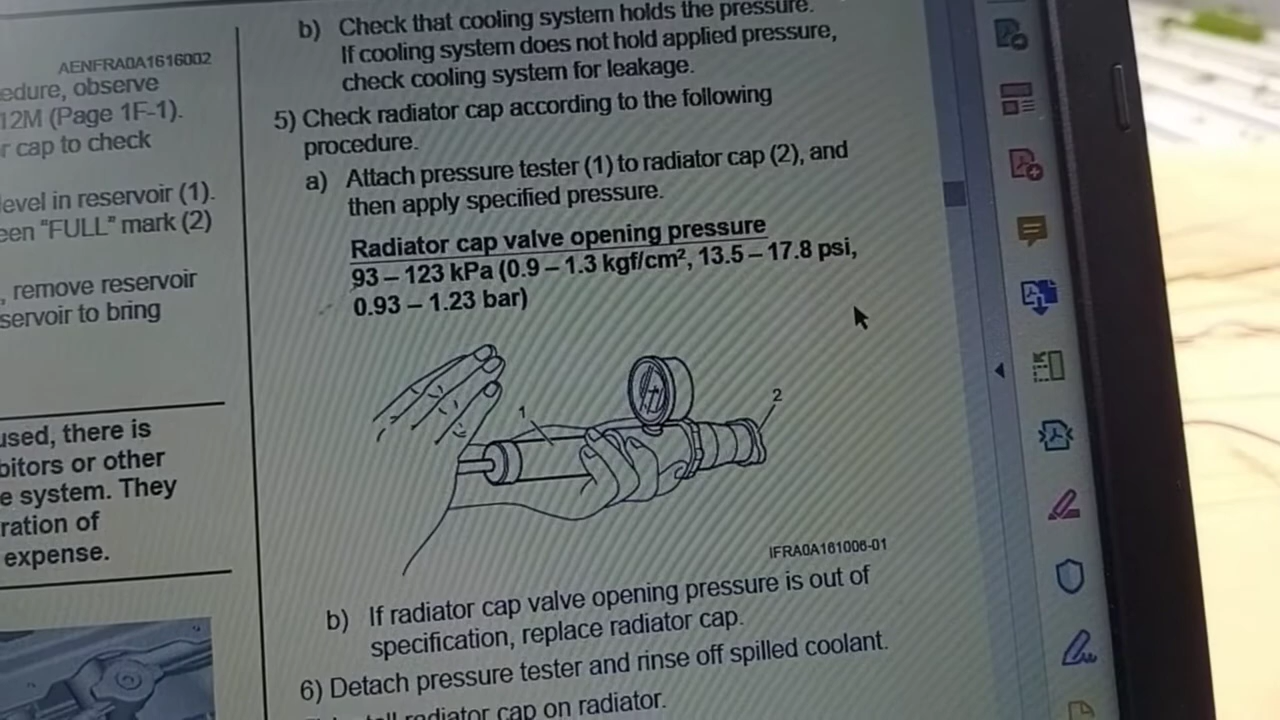 AENFRA0A1616002
edure, observe
12M (Page 1F-1).
r cap to check
level in reservoir (1).
een "FULL" mark (2)
, remove reservoir
servoir to bring
used, there is
bitors or other
e system. They
ration of
expense.
b) Check that cooling system holds the pressure.
If cooling system does not hold applied pressure,
check cooling system for leakage.
5) Check radiator cap according to the following
procedure.
a) Attach pressure tester (1) to radiator cap (2), and
then apply specified pressure.
Radiator cap valve opening pressure
93 – 123 kPa (0.9 – 1.3 kgf/cm², 13.5 – 17.8 psi,
0.93 – 1.23 bar)
1
2
IFRA0A161006-01
b) If radiator cap valve opening pressure is out of
specification, replace radiator cap.
6) Detach pressure tester and rinse off spilled coolant.
radiator cap on radiator.